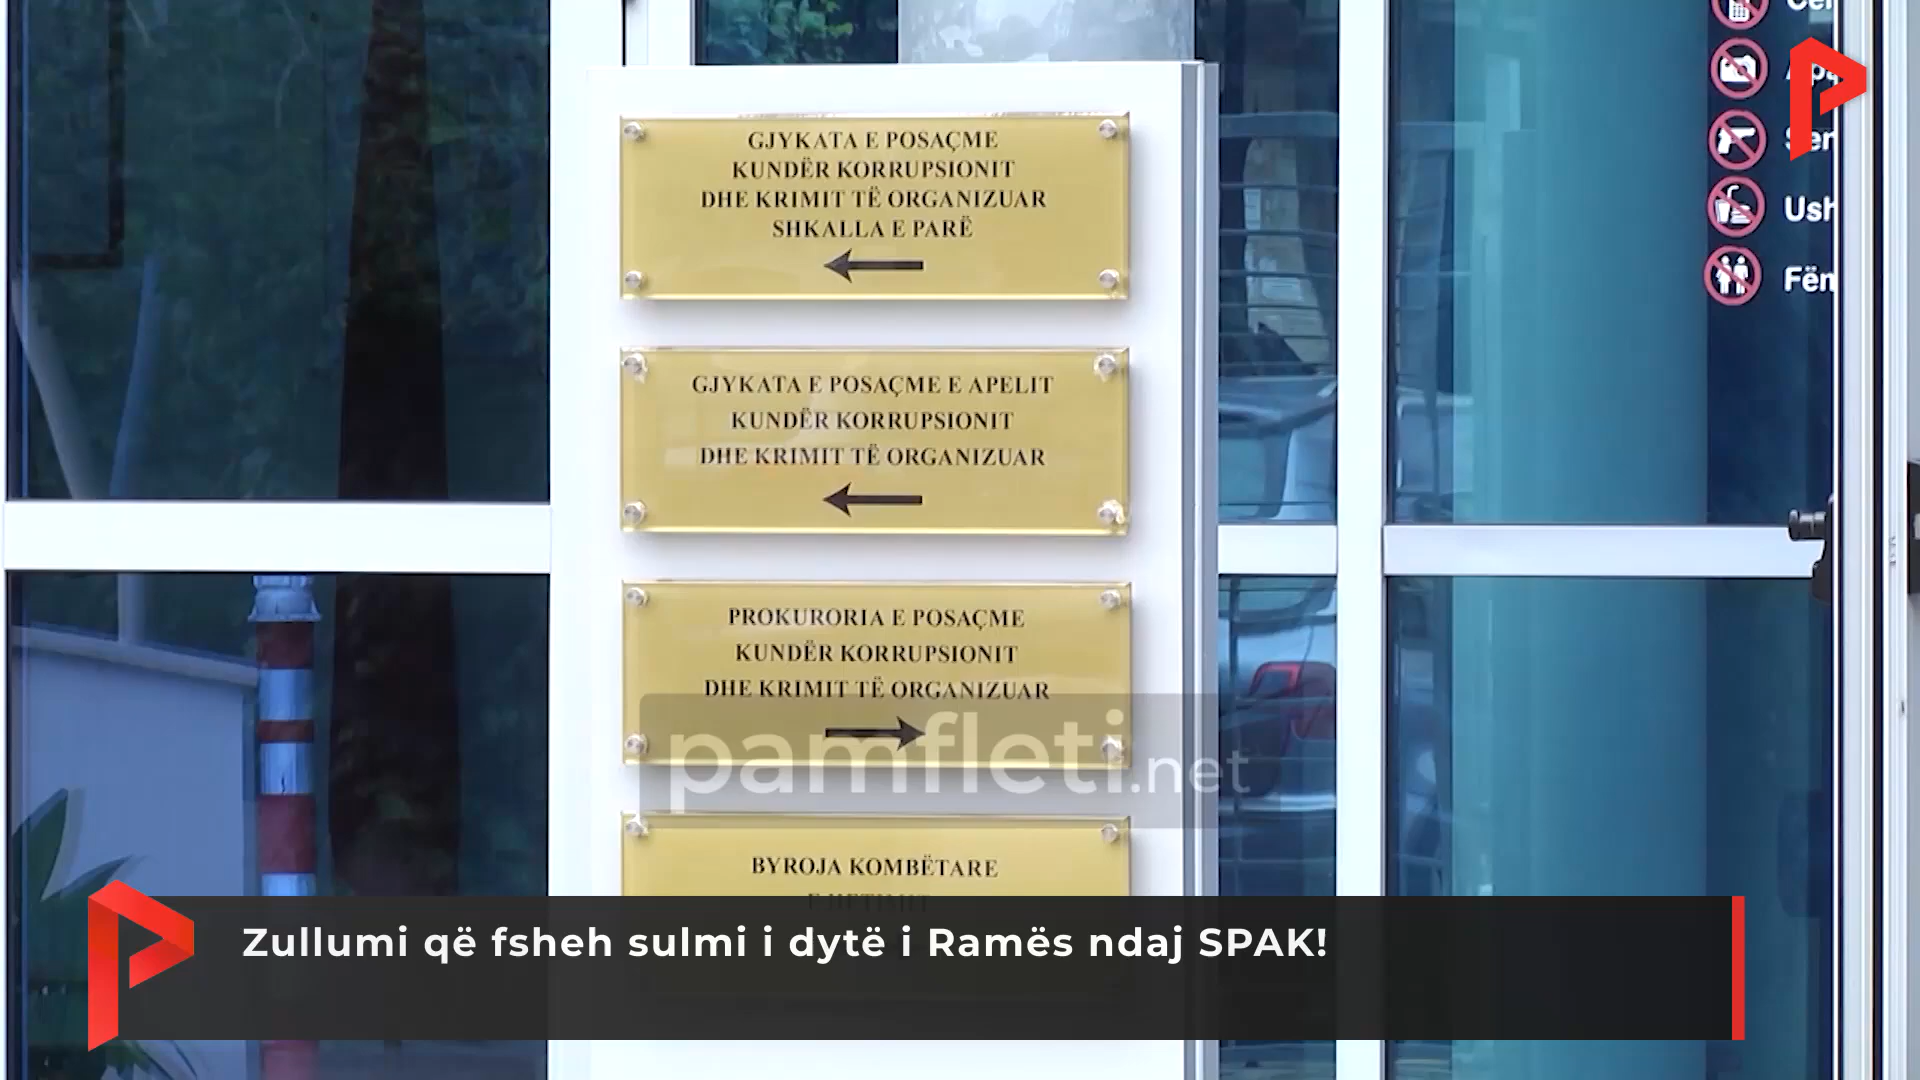 GJYKATA E POSAÇME
KUNDËR KORRUPSIONIT
DHE KRIMIT TË ORGANIZUAR
SHKALLA E PARË
GJYKATA E POSAÇME E APELIT
KUNDËR KORRUPSIONIT
DHE KRIMIT TË ORGANIZUAR
PROKURORIA E POSAÇME
KUNDËR KORRUPSIONIT
DHE KRIMIT TË ORGANIZUAR
pamfleti.net
BYROJA KOMBËTARE
E HETIMIT
Zullumi që fsheh sulmi i dytë i Ramës ndaj SPAK!